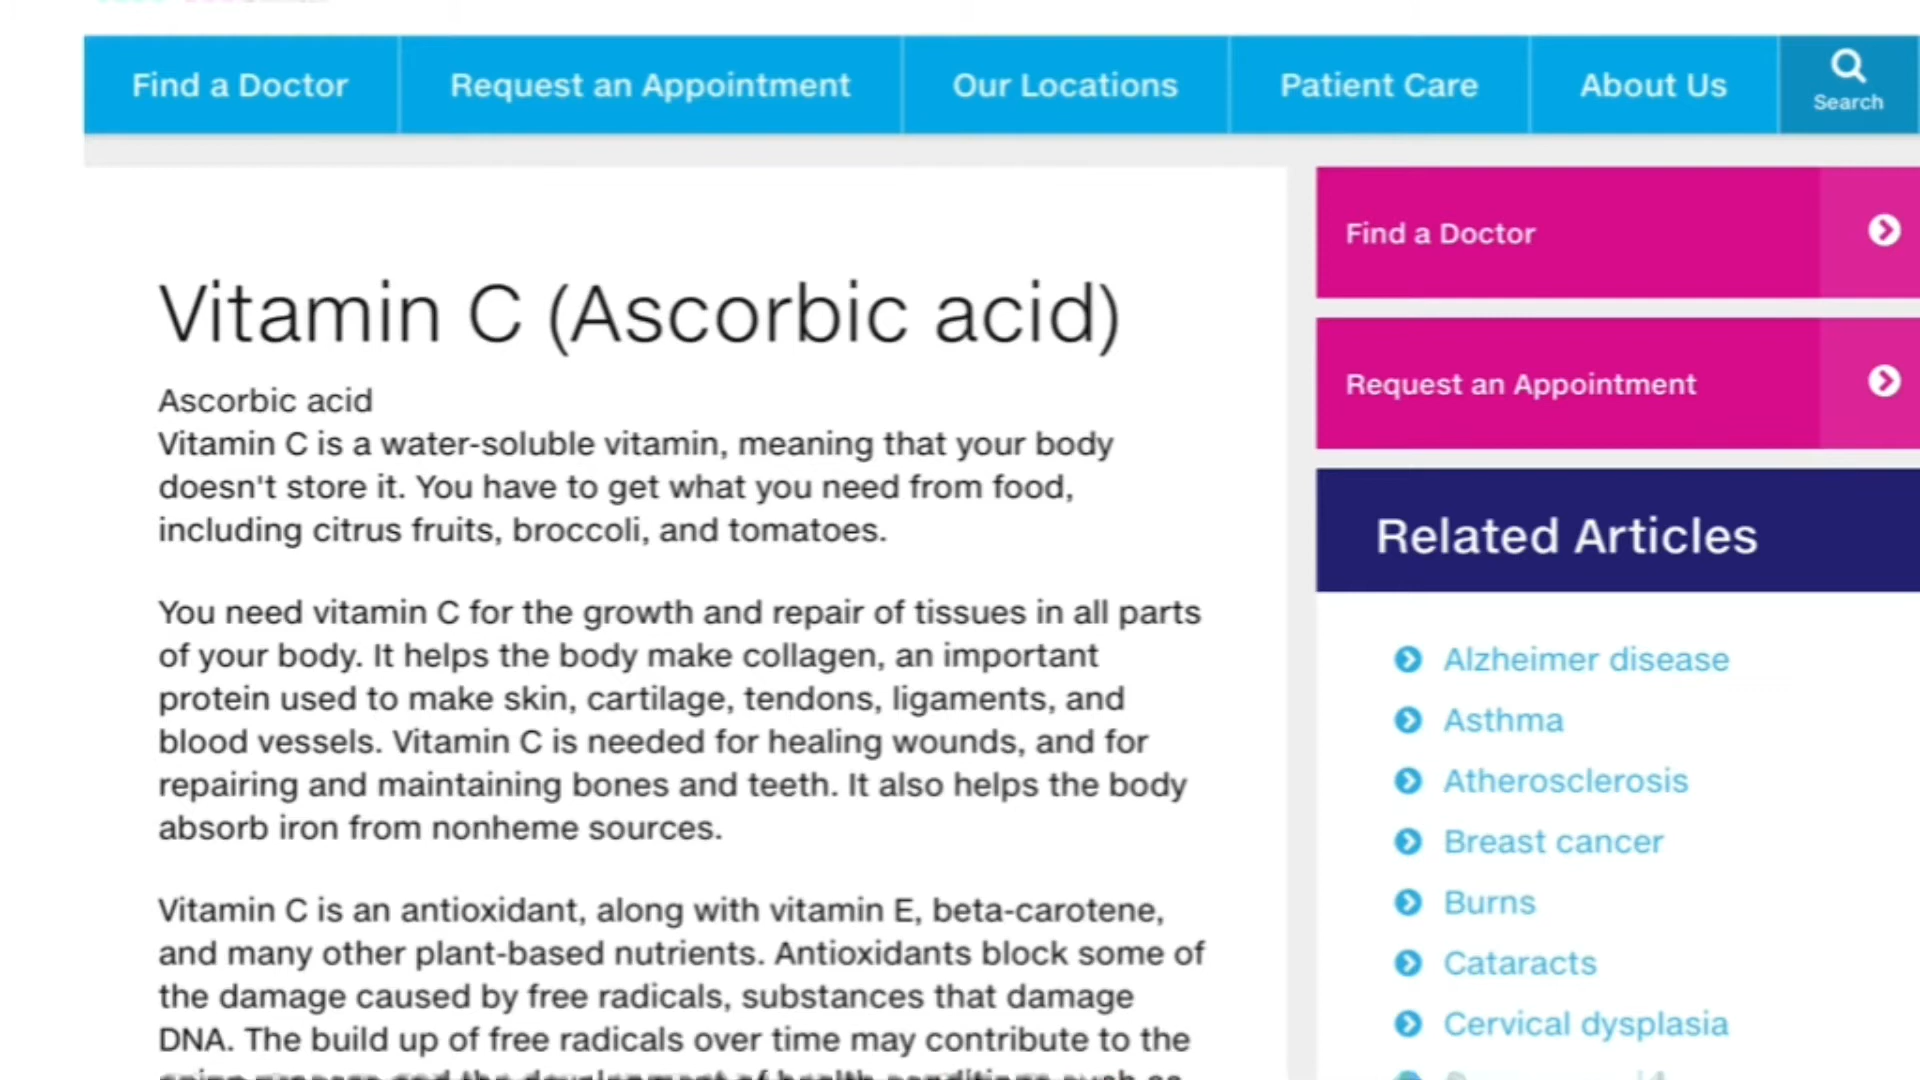 Find a Doctor
Request an Appointment
Our Locations
Patient Care
About Us
Search
Vitamin C (Ascorbic acid)
Ascorbic acid
Vitamin C is a water-soluble vitamin, meaning that your body
doesn't store it. You have to get what you need from food,
including citrus fruits, broccoli, and tomatoes.
You need vitamin C for the growth and repair of tissues in all parts
of your body. It helps the body make collagen, an important
protein used to make skin, cartilage, tendons, ligaments, and
blood vessels. Vitamin C is needed for healing wounds, and for
repairing and maintaining bones and teeth. It also helps the body
absorb iron from nonheme sources.
Vitamin C is an antioxidant, along with vitamin E, beta-carotene,
and many other plant-based nutrients. Antioxidants block some of
the damage caused by free radicals, substances that damage
DNA. The build up of free radicals over time may contribute to the
Find a Doctor
Request an Appointment
Related Articles
Alzheimer disease
Asthma
Atherosclerosis
Breast cancer
Burns
Cataracts
Cervical dysplasia